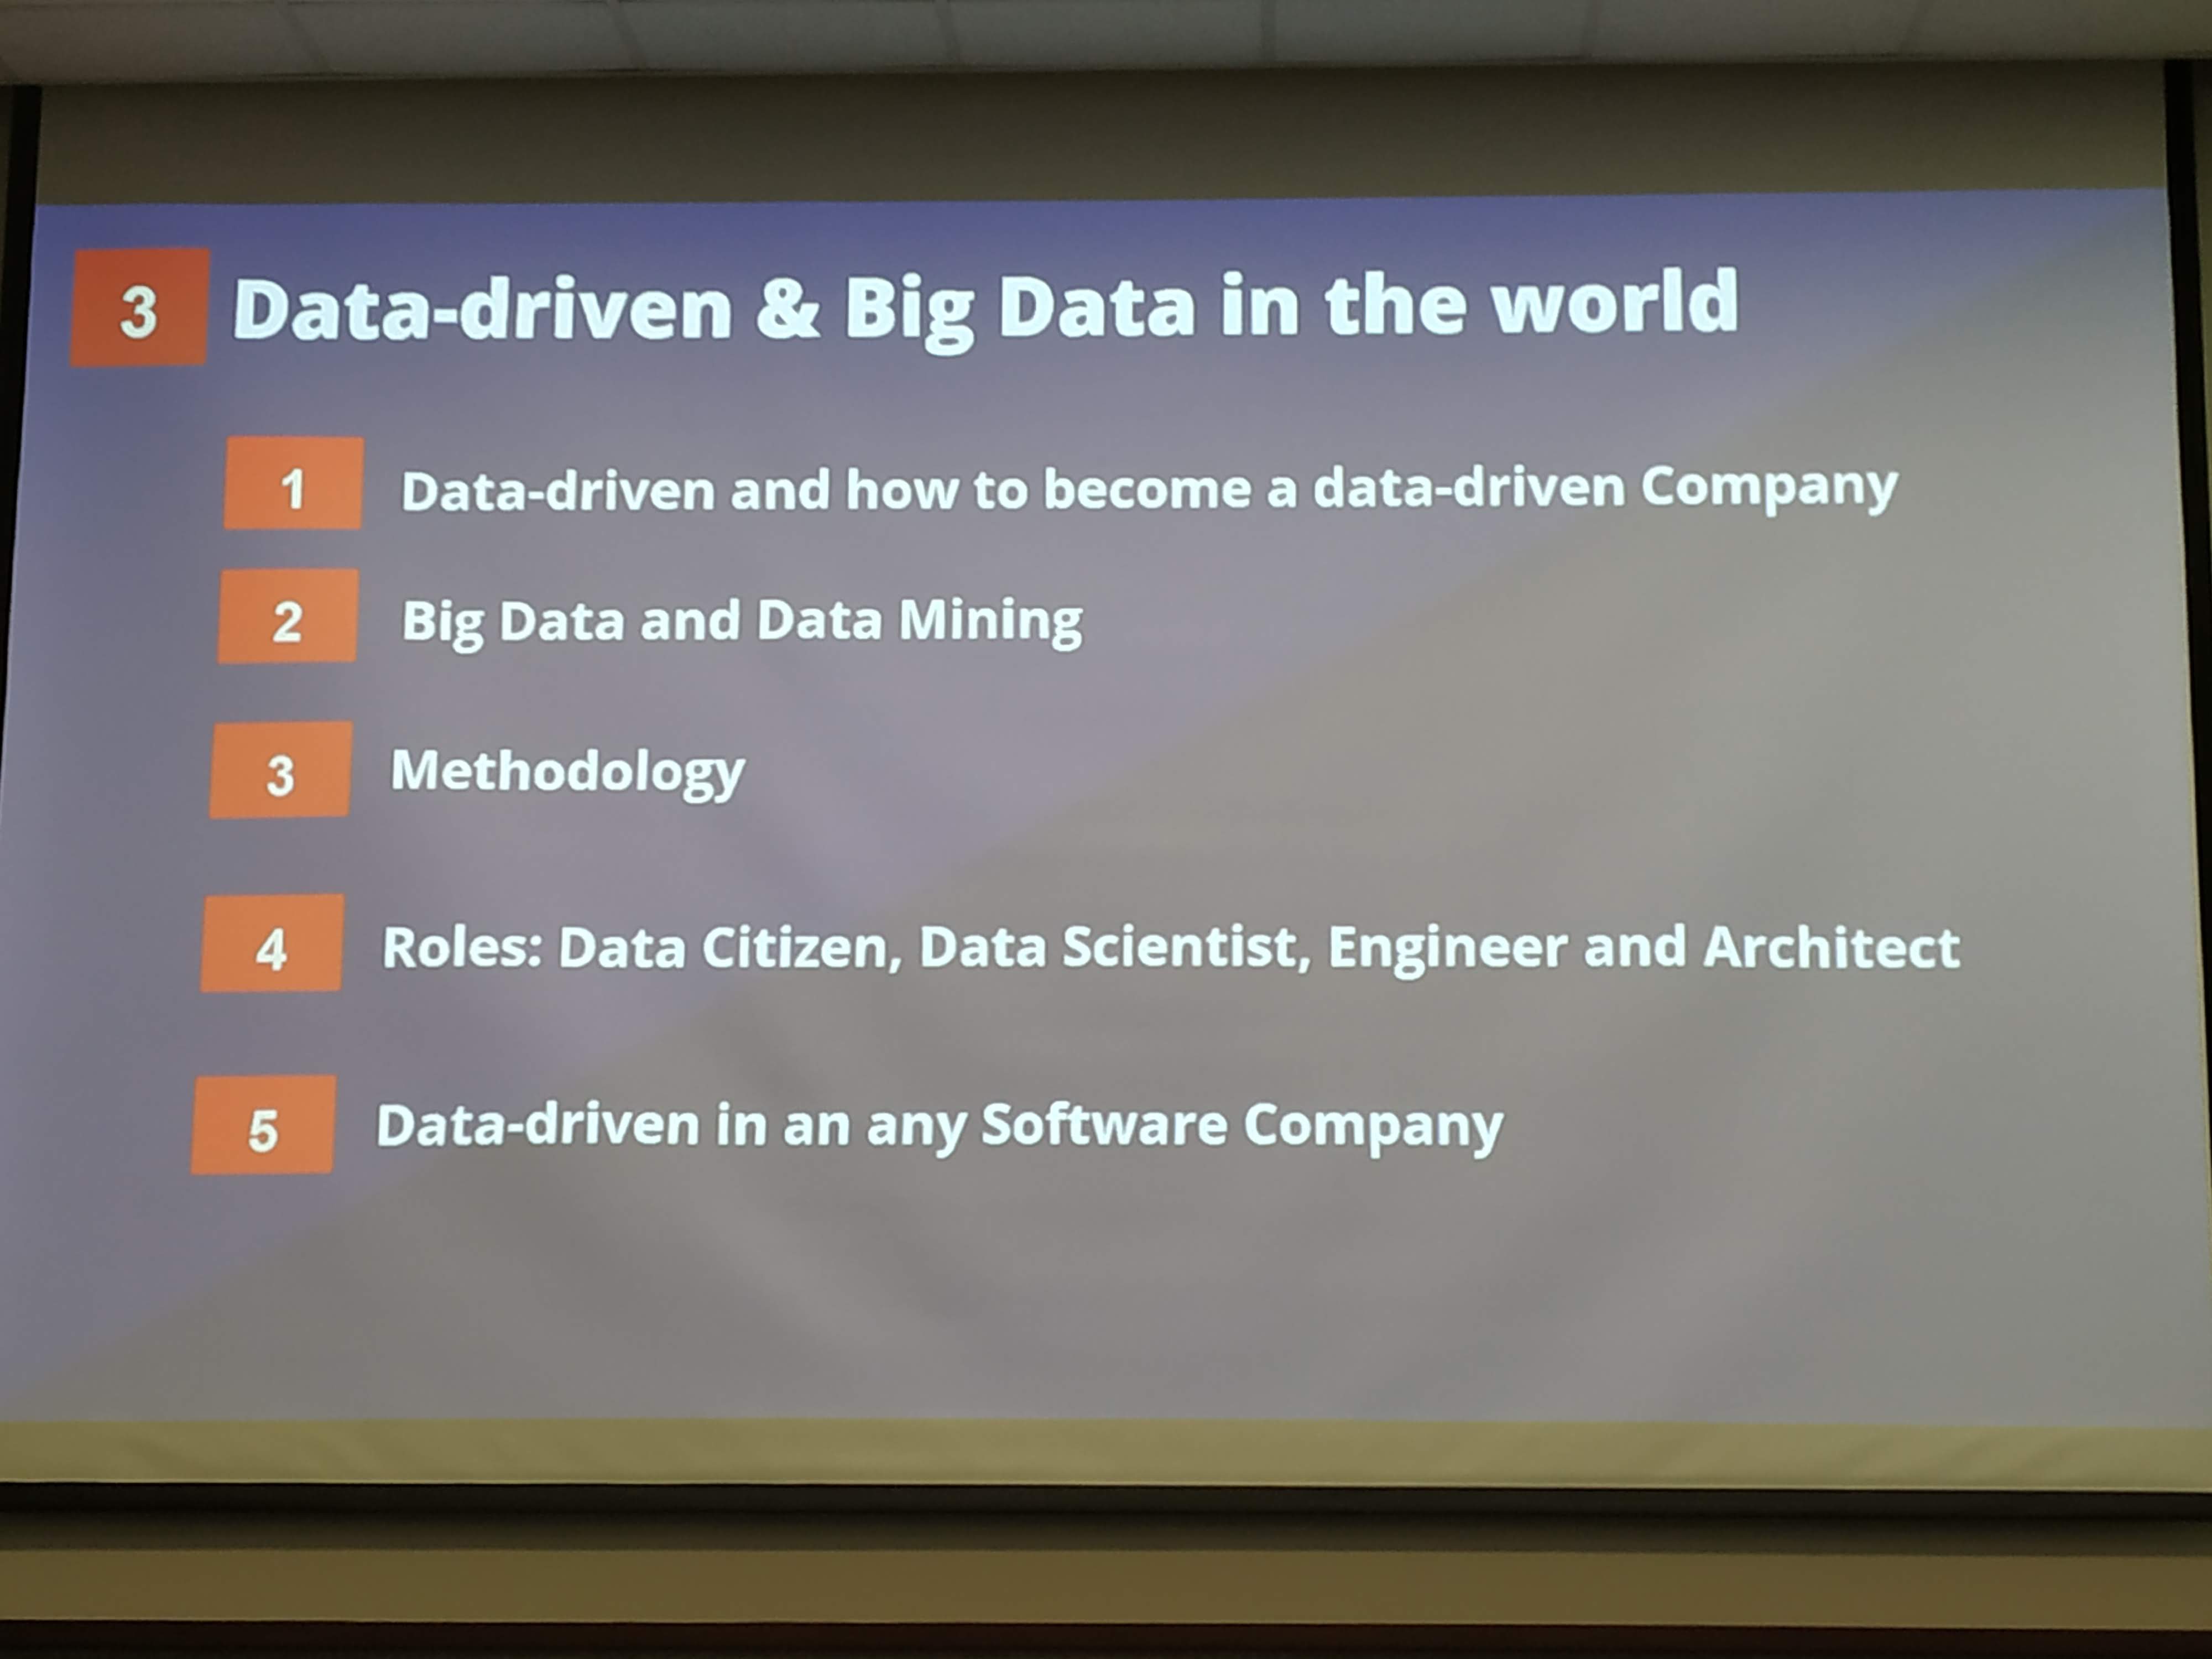 3 Data-driven & Big Data in the world
1 Data-driven and how to become a data-driven Company
2 Big Data and Data Mining
3 Methodology
4 Roles: Data Citizen, Data Scientist, Engineer and Architect
5 Data-driven in an any Software Company